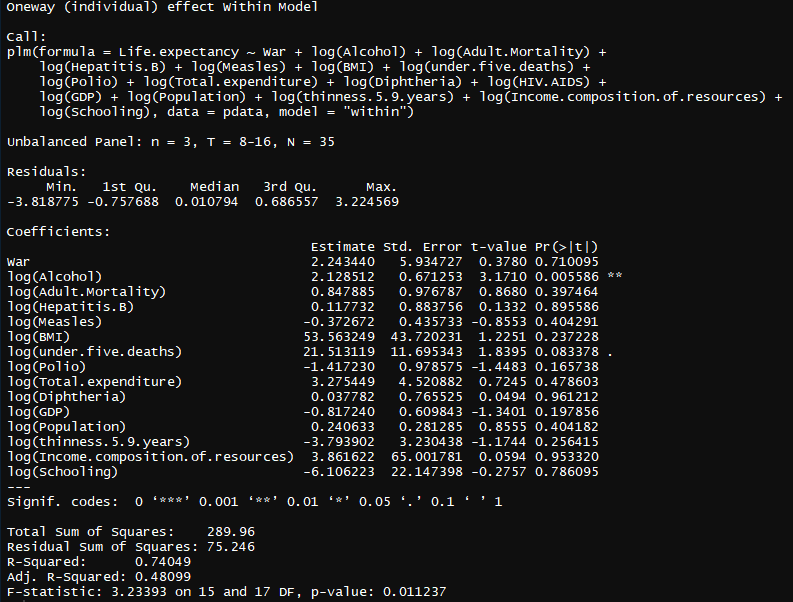 Oneway (individual) effect Within Model
Call:
plm(formula = Life.expectancy ~ War + log(Alcohol) + log(Adult.Mortality) +
    log(Hepatitis.B) + log(Measles) + log(BMI) + log(under.five.deaths) +
    log(Polio) + log(Total.expenditure) + log(Diphtheria) + log(HIV.AIDS) +
    log(GDP) + log(Population) + log(thinness.5.9.years) + log(Income.composition.of.resources) +
    log(Schooling), data = pdata, model = "within")
Unbalanced Panel: n = 3, T = 8-16, N = 35
Residuals:
     Min.   1st Qu.    Median   3rd Qu.      Max.
-3.818775 -0.757688  0.010794  0.686557  3.224569
Coefficients:
                                      Estimate Std. Error t-value Pr(>|t|)
War                                   2.243440   5.934727  0.3780 0.710095
log(Alcohol)                          2.128512   0.671253  3.1710 0.005586 **
log(Adult.Mortality)                  0.847885   0.976787  0.8680 0.397464
log(Hepatitis.B)                      0.117732   0.883756  0.1332 0.895586
log(Measles)                         -0.372672   0.435733 -0.8553 0.404291
log(BMI)                             53.563249  43.720231  1.2251 0.237228
log(under.five.deaths)               21.513119  11.695343  1.8395 0.083378 .
log(Polio)                           -1.417230   0.978575 -1.4483 0.165738
log(Total.expenditure)                3.275449   4.520882  0.7245 0.478603
log(Diphtheria)                       0.037782   0.765525  0.0494 0.961212
log(GDP)                             -0.817240   0.609843 -1.3401 0.197856
log(Population)                       0.240633   0.281285  0.8555 0.404182
log(thinness.5.9.years)              -3.793902   3.230438 -1.1744 0.256415
log(Income.composition.of.resources)  3.861622  65.001781  0.0594 0.953320
log(Schooling)                       -6.106223  22.147398 -0.2757 0.786095
---
Signif. codes:  0 ‘***’ 0.001 ‘**’ 0.01 ‘*’ 0.05 ‘.’ 0.1 ‘ ’ 1
Total Sum of Squares:    289.96
Residual Sum of Squares: 75.246
R-Squared:      0.74049
Adj. R-Squared: 0.48099
F-statistic: 3.23393 on 15 and 17 DF, p-value: 0.011237